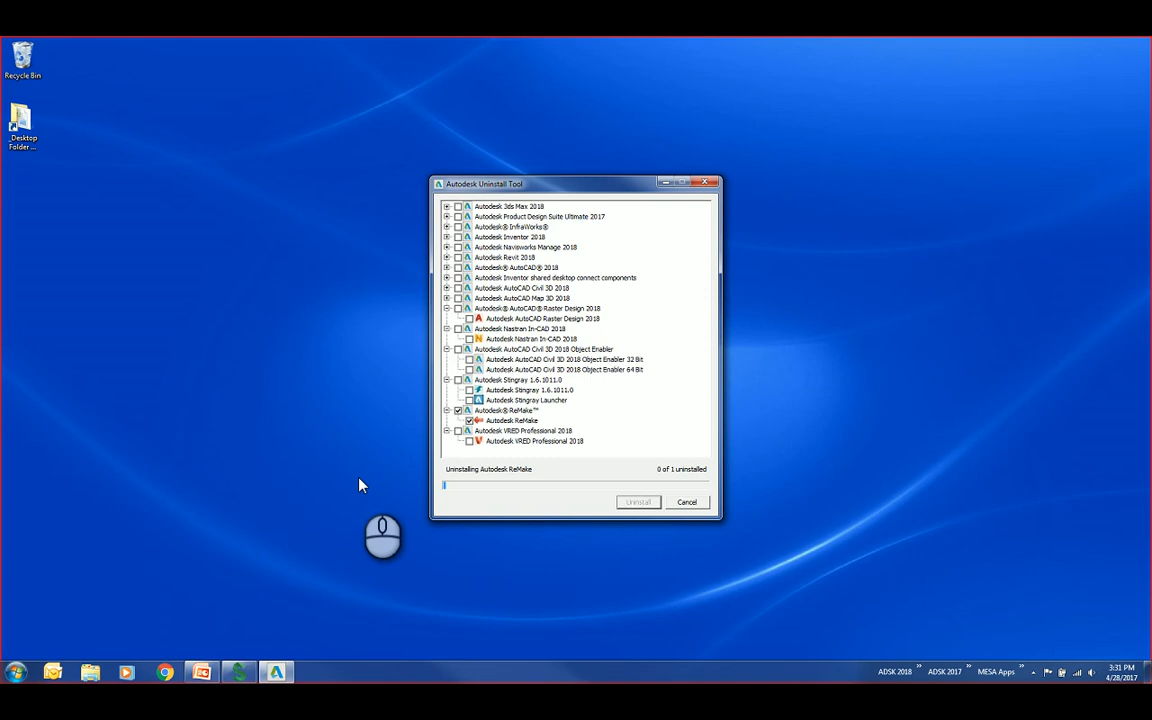 Recycle Bin
_Desktop
Folder ...
Autodesk Uninstall Tool
Autodesk 3ds Max 2018
Autodesk Product Design Suite Ultimate 2017
Autodesk® InfraWorks®
Autodesk Inventor 2018
Autodesk Navisworks Manage 2018
Autodesk Revit 2018
Autodesk® AutoCAD® 2018
Autodesk Inventor shared desktop connect components
Autodesk AutoCAD Civil 3D 2018
Autodesk AutoCAD Map 3D 2018
Autodesk® AutoCAD® Raster Design 2018
Autodesk AutoCAD Raster Design 2018
Autodesk Nastran In-CAD 2018
Autodesk Nastran In-CAD 2018
Autodesk AutoCAD Civil 3D 2018 Object Enabler
Autodesk AutoCAD Civil 3D 2018 Object Enabler 32 Bit
Autodesk AutoCAD Civil 3D 2018 Object Enabler 64 Bit
Autodesk Stingray 1.6.1011.0
Autodesk Stingray 1.6.1011.0
Autodesk Stingray Launcher
Autodesk® ReMake™
Autodesk ReMake
Autodesk VRED Professional 2018
Autodesk VRED Professional 2018
Uninstalling Autodesk ReMake 0 of 1 uninstalled
Uninstall Cancel
ADSK 2018 » ADSK 2017 » MESA Apps » 3:31 PM
4/28/2017